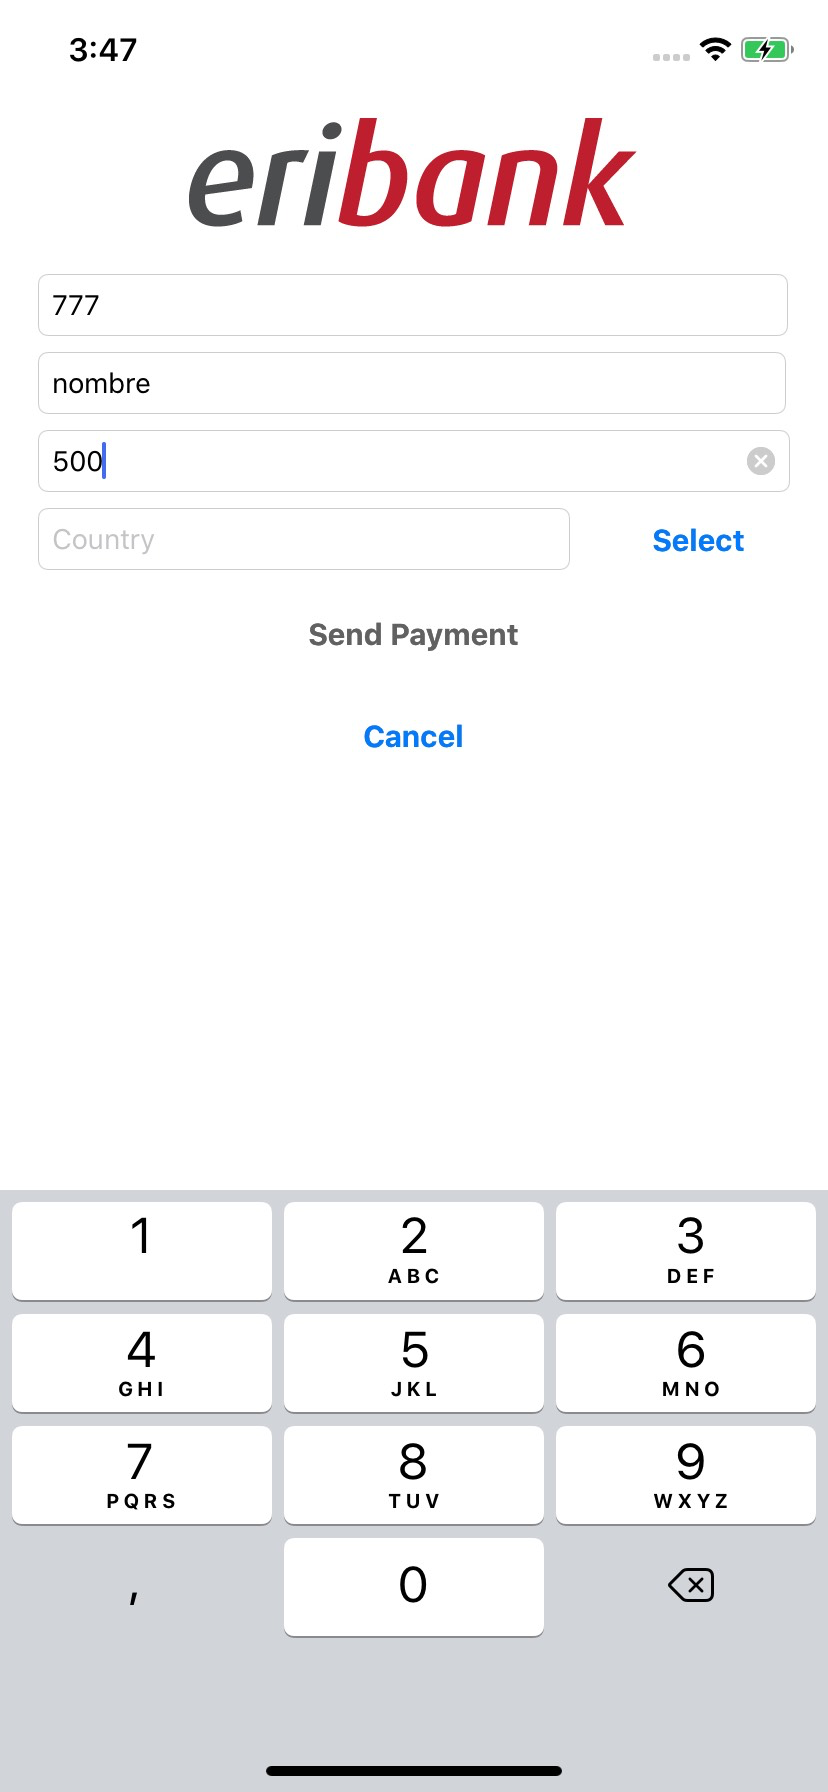 3:47
eribank
777
nombre
500
Country
Select
Send Payment
Cancel
1 2 3
ABC DEF
4 5 6
GHI JKL MNO
7 8 9
PQRS TUV WXYZ
, 0